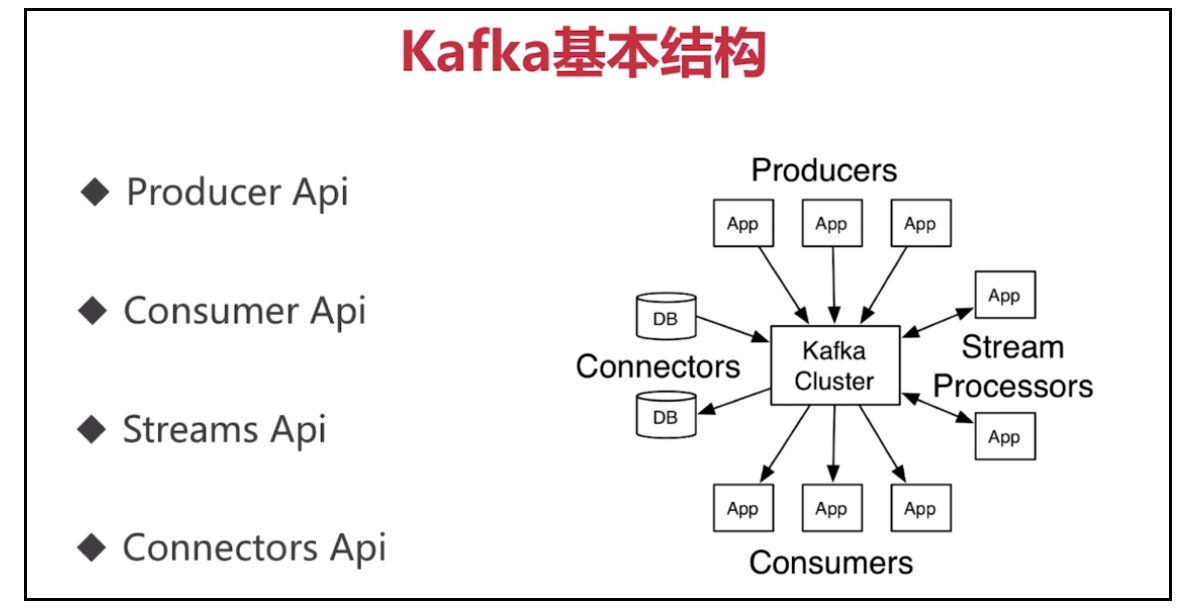 Kafka基本结构
Producer Api
Consumer Api
Streams Api
Connectors Api
Producers
App
App
App
DB
App
Connectors
Kafka
Cluster
Stream
Processors
DB
App
App
App
App
Consumers